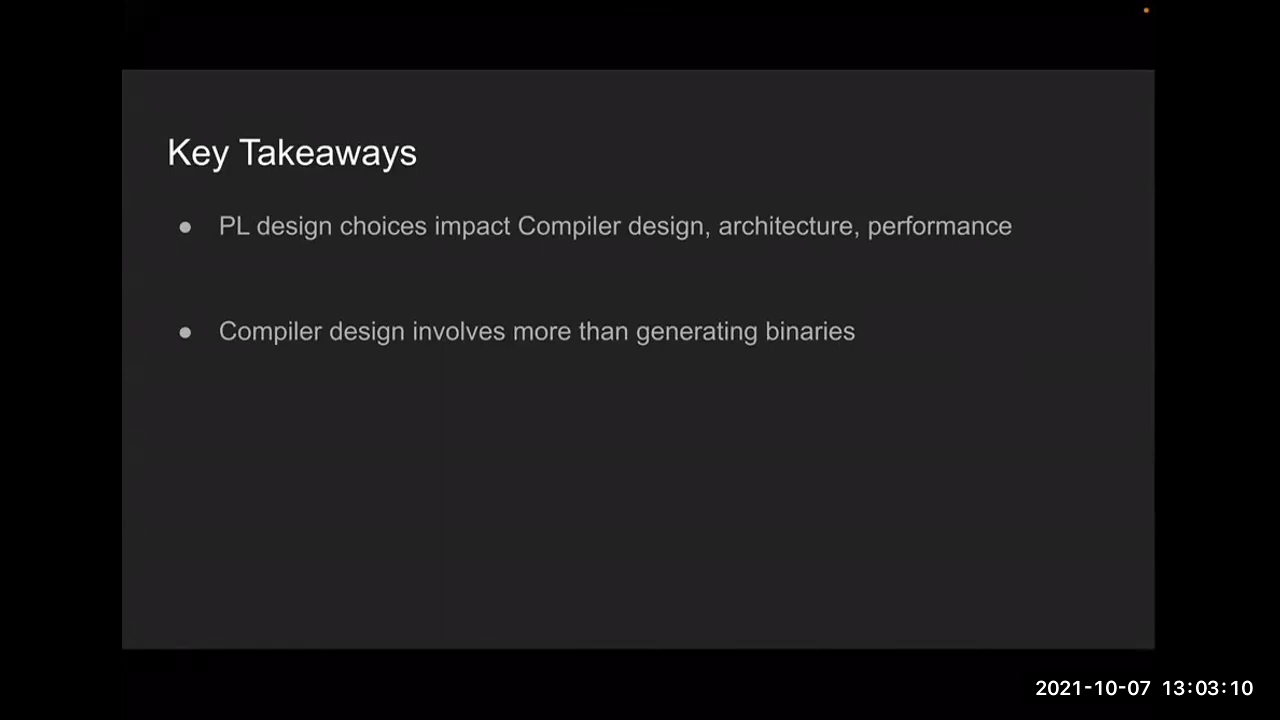 Key Takeaways
● PL design choices impact Compiler design, architecture, performance
● Compiler design involves more than generating binaries
2021-10-07 13:03:10